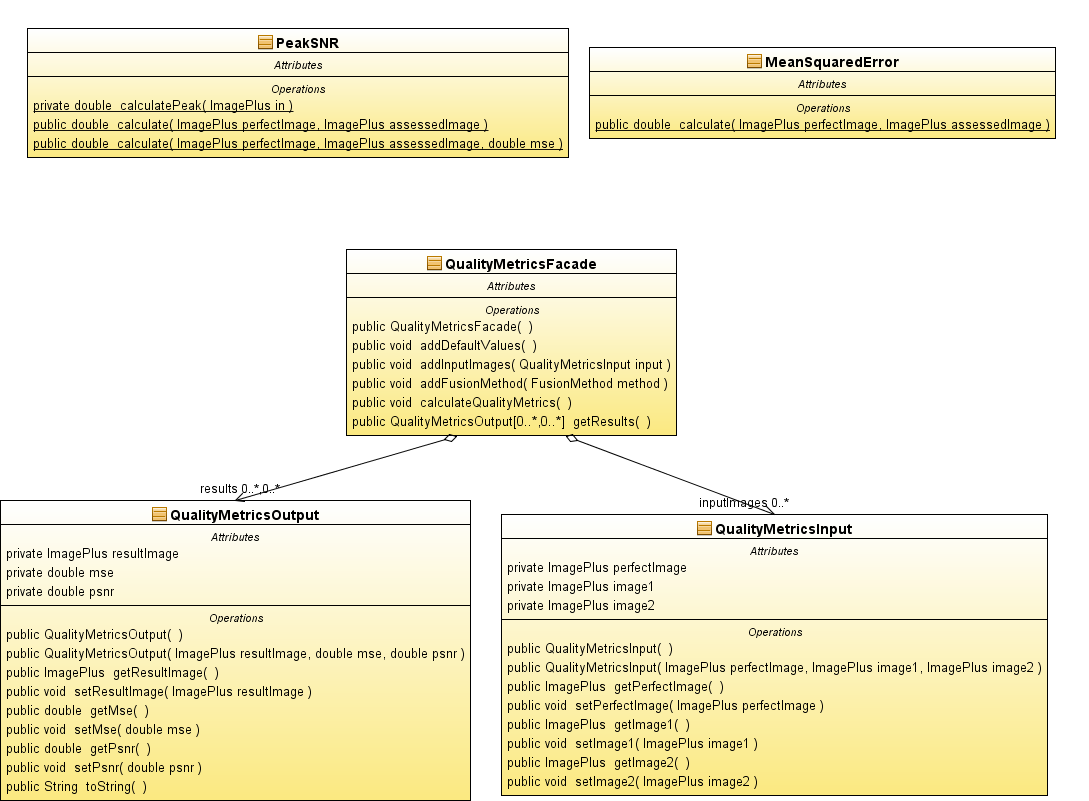 PeakSNR
Attributes
Operations
private double calculatePeak( ImagePlus in )
public double calculate( ImagePlus perfectImage, ImagePlus assessedImage )
public double calculate( ImagePlus perfectImage, ImagePlus assessedImage, double mse )
MeanSquaredError
Attributes
Operations
public double calculate( ImagePlus perfectImage, ImagePlus assessedImage )
QualityMetricsFacade
Attributes
Operations
public QualityMetricsFacade( )
public void addDefaultValues( )
public void addInputImages( QualityMetricsInput input )
public void addFusionMethod( FusionMethod method )
public void calculateQualityMetrics( )
public QualityMetricsOutput[0..*,0..*] getResults( )
results 0..*,0..*
inputImages 0..*
QualityMetricsOutput
Attributes
private ImagePlus resultImage
private double mse
private double psnr
Operations
public QualityMetricsOutput( )
public QualityMetricsOutput( ImagePlus resultImage, double mse, double psnr )
public ImagePlus getResultImage( )
public void setResultImage( ImagePlus resultImage )
public double getMse( )
public void setMse( double mse )
public double getPsnr( )
public void setPsnr( double psnr )
public String toString( )
QualityMetricsInput
Attributes
private ImagePlus perfectImage
private ImagePlus image1
private ImagePlus image2
Operations
public QualityMetricsInput( )
public QualityMetricsInput( ImagePlus perfectImage, ImagePlus image1, ImagePlus image2 )
public ImagePlus getPerfectImage( )
public void setPerfectImage( ImagePlus perfectImage )
public ImagePlus getImage1( )
public void setImage1( ImagePlus image1 )
public ImagePlus getImage2( )
public void setImage2( ImagePlus image2 )